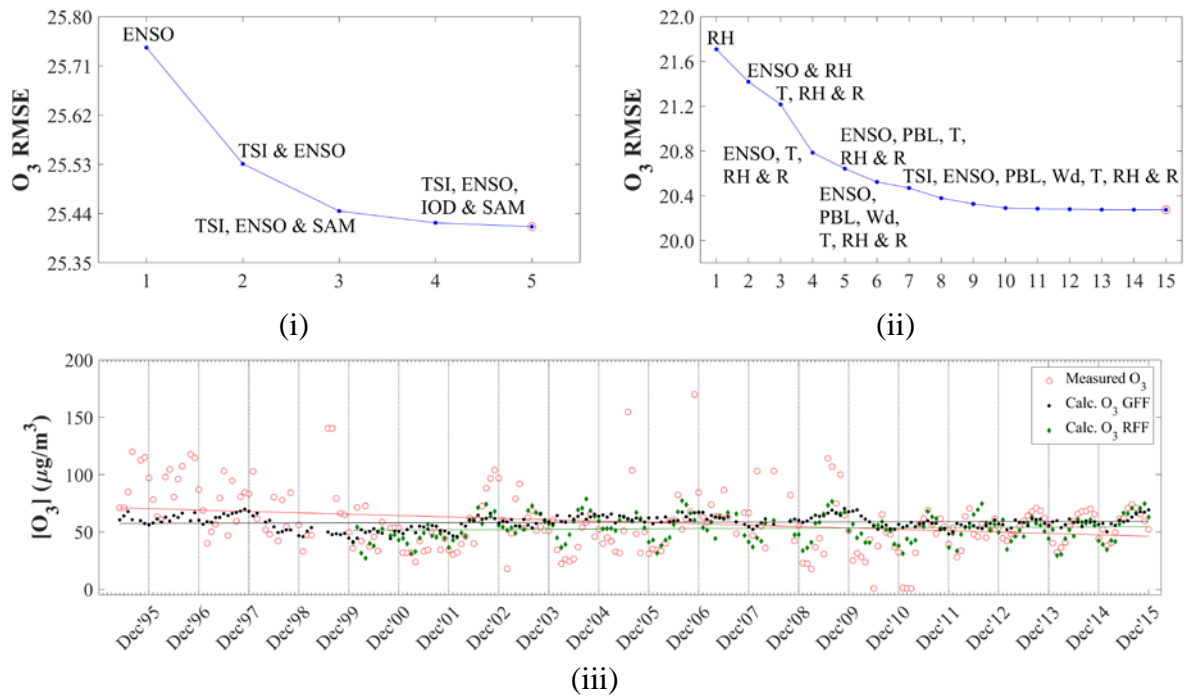 25.80
25.71
25.62
25.53
25.44
25.35
O3 RMSE
ENSO
TSI & ENSO
TSI, ENSO & SAM
TSI, ENSO,
IOD & SAM
1 2 3 4 5
(i)
22.0
21.6
21.2
20.8
20.4
20.0
O3 RMSE
RH
ENSO & RH
T, RH & R
ENSO, T,
RH & R
ENSO, PBL, T,
RH & R
ENSO,
PBL, Wd,
T, RH & R
TSI, ENSO, PBL, Wd, T, RH & R
1 2 3 4 5 6 7 8 9 10 11 12 13 14 15
(ii)
200
150
100
50
0
[O3] (μg/m3)
Measured O3
Calc. O3 GFF
Calc. O3 RFF
Dec'95 Dec'96 Dec'97 Dec'98 Dec'99 Dec'00 Dec'01 Dec'02 Dec'03 Dec'04 Dec'05 Dec'06 Dec'07 Dec'08 Dec'09 Dec'10 Dec'11 Dec'12 Dec'13 Dec'14 Dec'15
(iii)